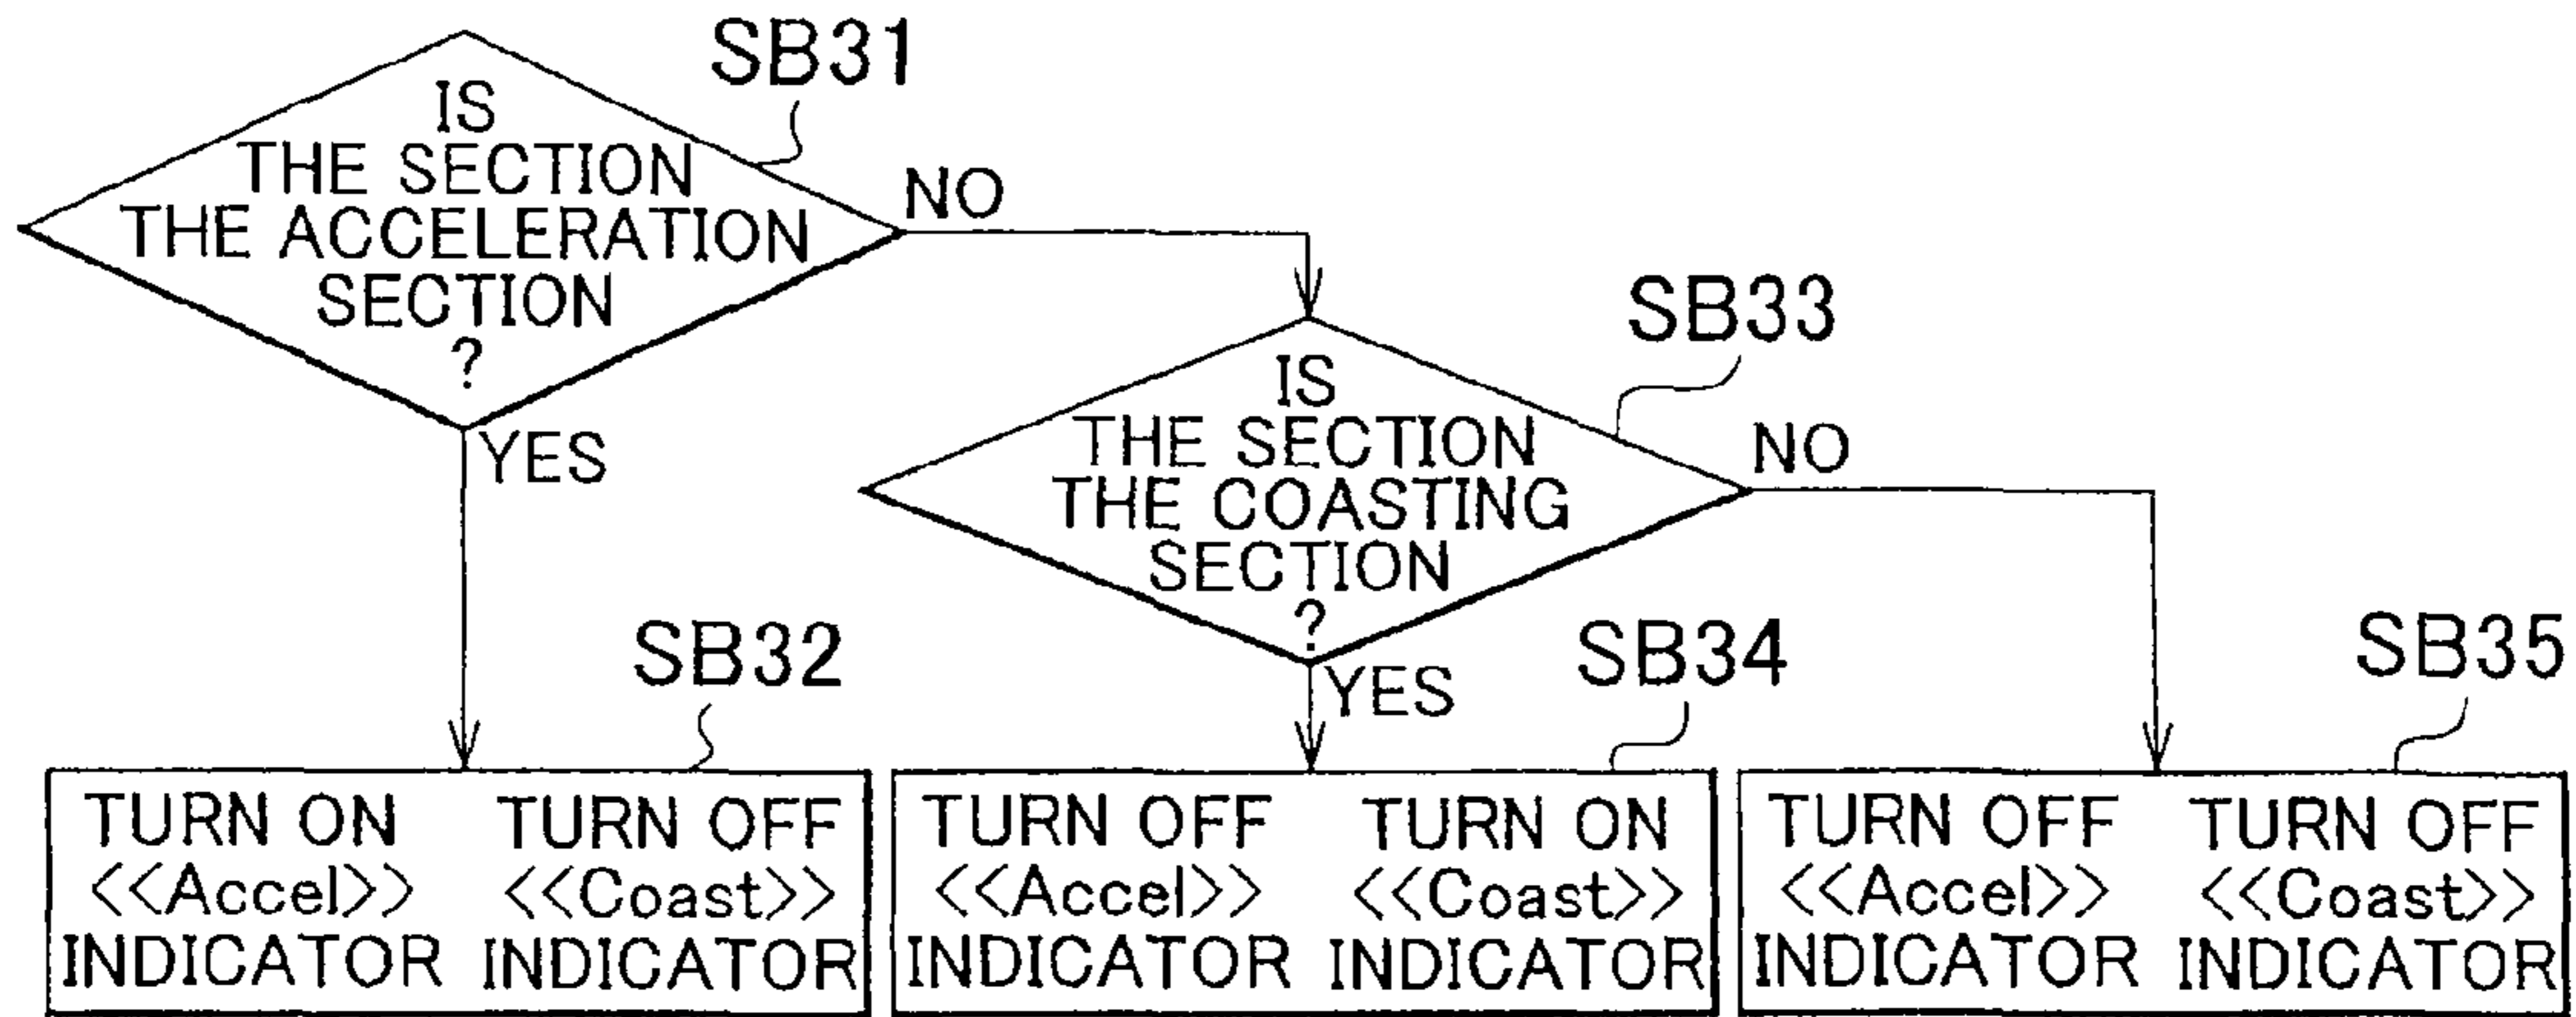 SB31
IS
THE SECTION
THE ACCELERATION
SECTION
?
NO
YES
SB33
IS
THE SECTION
THE COASTING
SECTION
?
NO
YES
SB32
TURN ON TURN OFF
<<Accel>> <<Coast>>
INDICATOR INDICATOR
SB34
TURN OFF TURN ON
<<Accel>> <<Coast>>
INDICATOR INDICATOR
SB35
TURN OFF TURN OFF
<<Accel>> <<Coast>>
INDICATOR INDICATOR